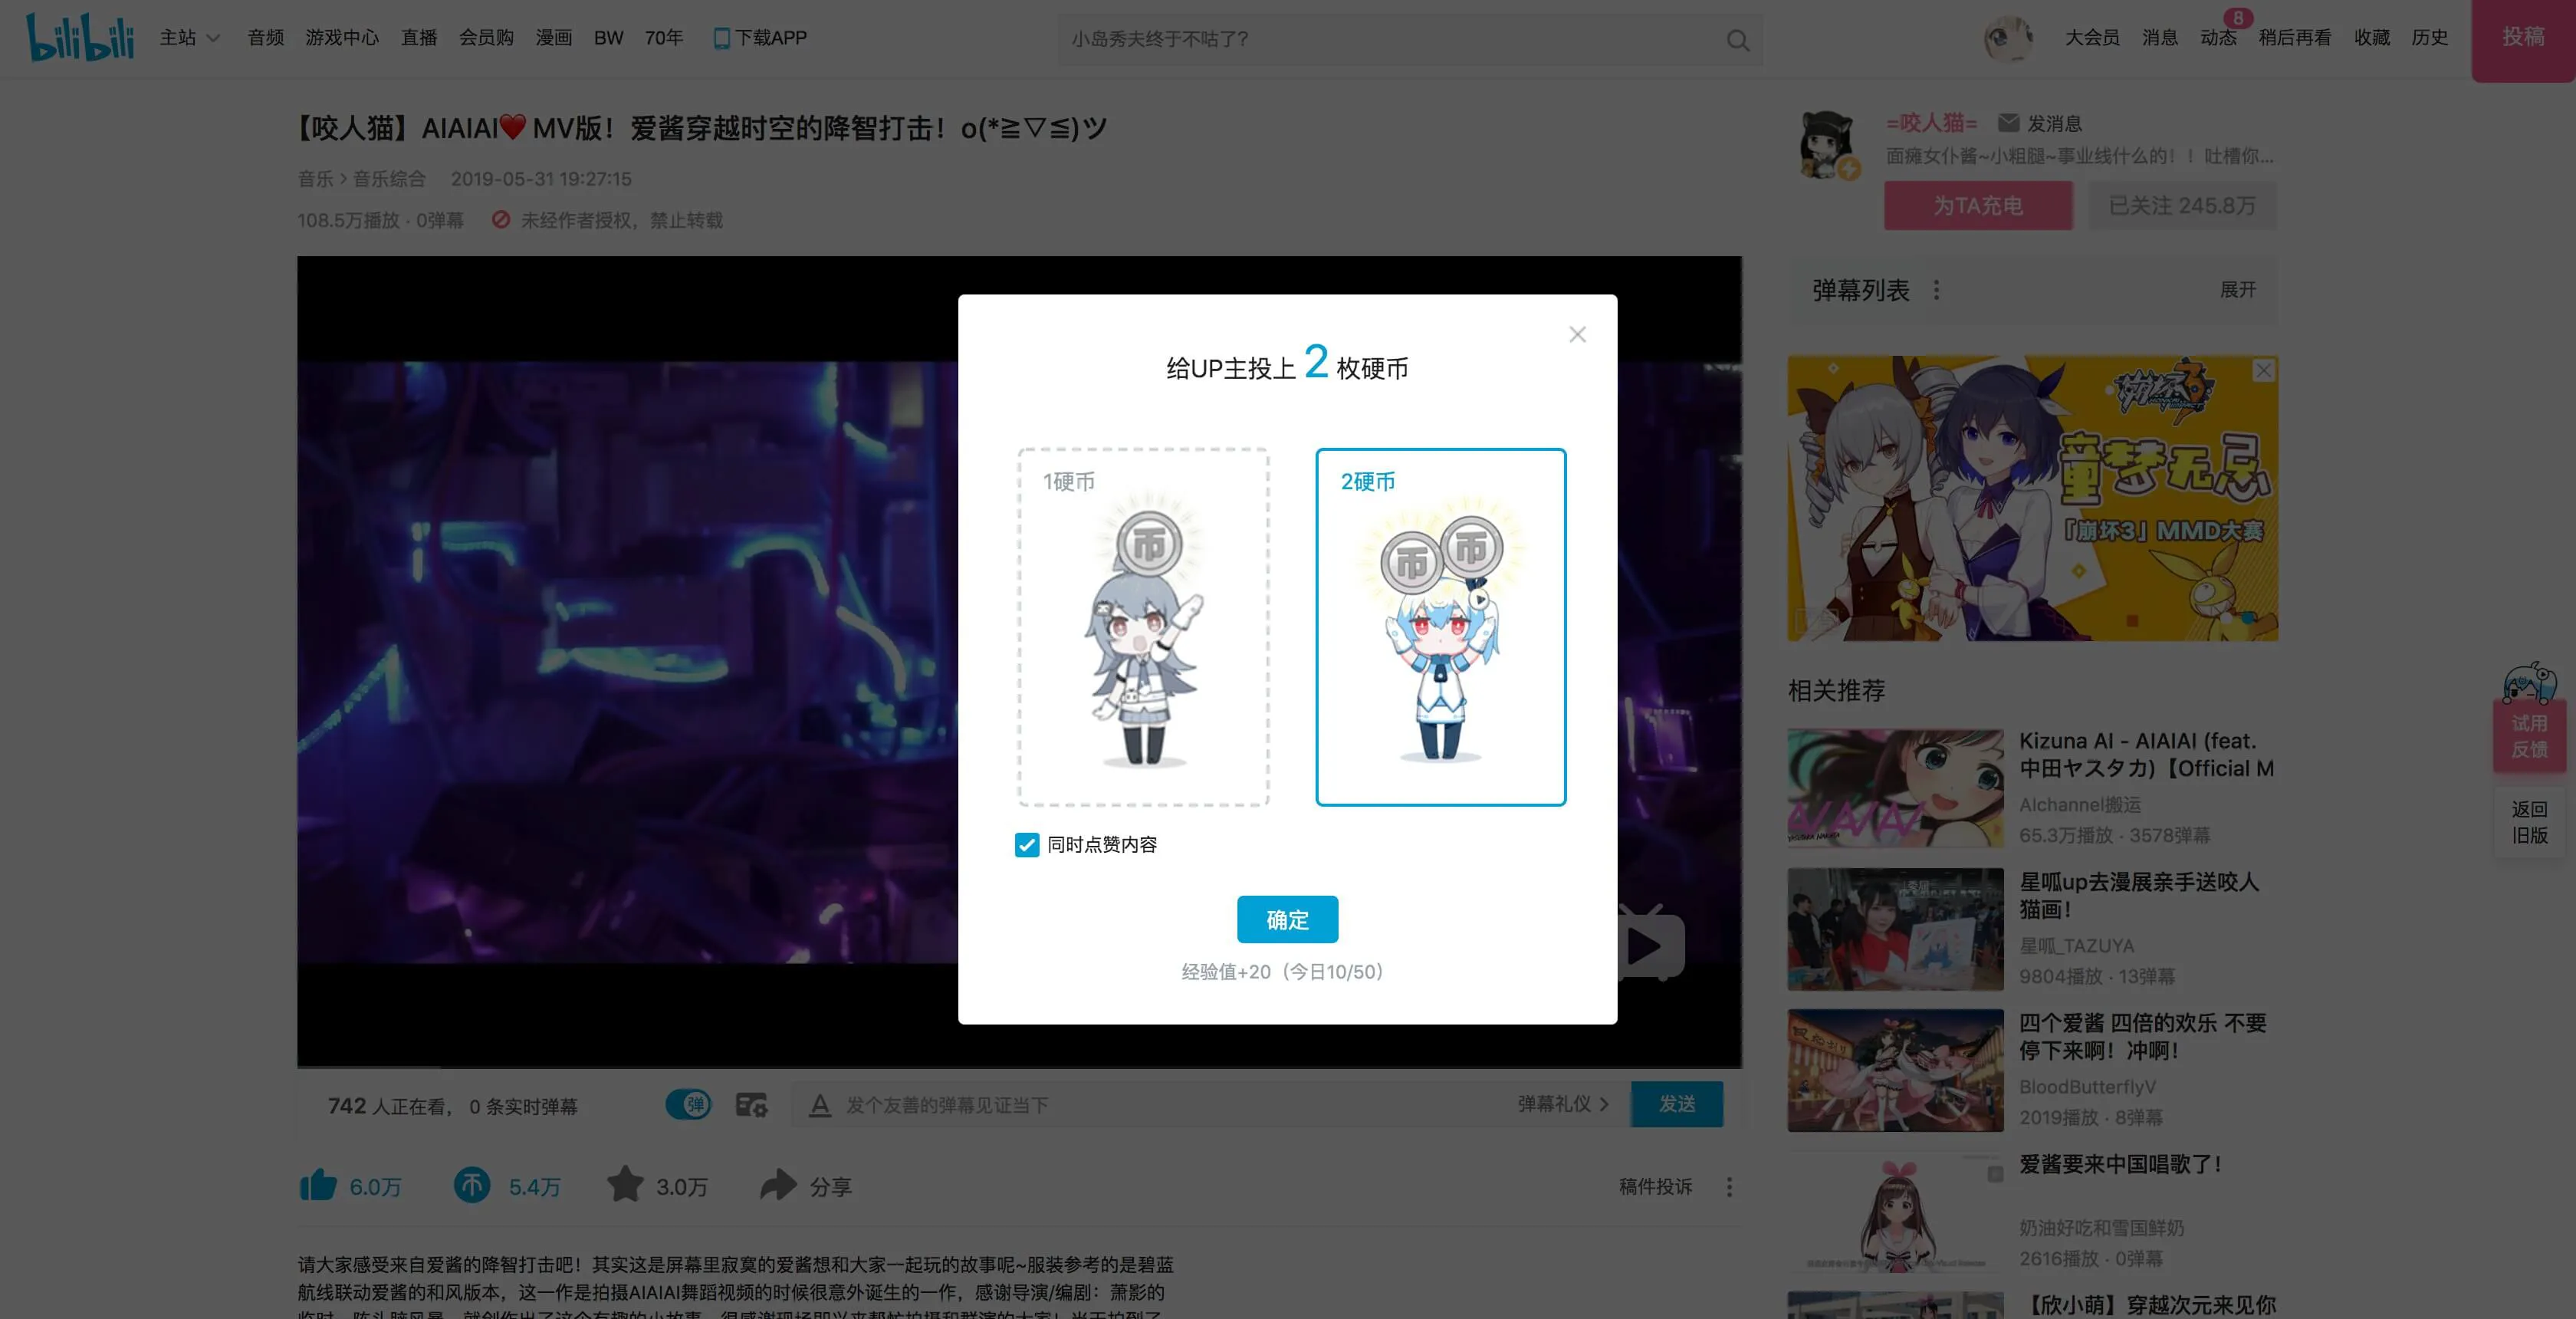 bilibili
主站 音频 游戏中心 直播 会员购 漫画 BW 70年 下载APP
小岛秀夫终于不咕了?
大会员 消息 动态 8 稍后再看 收藏 历史 投稿
【咬人猫】AIAIAI❤️ MV版！爱酱穿越时空的降智打击！o(*≧▽≦)ツ
音乐 > 音乐综合 2019-05-31 19:27:15
108.5万播放 · 0弹幕 未经作者授权，禁止转载
=咬人猫= 发消息
面瘫女仆酱~小粗腿~事业线什么的！！吐槽你...
为TA充电 已关注 245.8万
弹幕列表 展开
崩坏3
童梦无忌
「崩坏3」MMD大赛
给UP主投上 2 枚硬币
1硬币
币
2硬币
币 币
同时点赞内容
确定
经验值+20（今日10/50）
742 人正在看， 0 条实时弹幕
弹 发个友善的弹幕见证当下 弹幕礼仪 > 发送
6.0万 5.4万 3.0万 分享 稿件投诉
请大家感受来自爱酱的降智打击吧！其实这是屏幕里寂寞的爱酱想和大家一起玩的故事呢~服装参考的是碧蓝
航线联动爱酱的和风版本，这一作是拍摄AIAIAI舞蹈视频的时候很意外诞生的一作，感谢导演/编剧：萧影的
相关推荐
Kizuna AI - AIAIAI (feat.
中田ヤスタカ)【Official M
AIchannel搬运
65.3万播放 · 3578弹幕
星呱up去漫展亲手送咬人
猫画！
星呱_TAZUYA
9804播放 · 13弹幕
四个爱酱 四倍的欢乐 不要
停下来啊！冲啊！
BloodButterflyV
2019播放 · 8弹幕
爱酱要来中国唱歌了！
奶油好吃和雪国鲜奶
2616播放 · 0弹幕
【欣小萌】穿越次元来见你
试用
反馈
返回
旧版